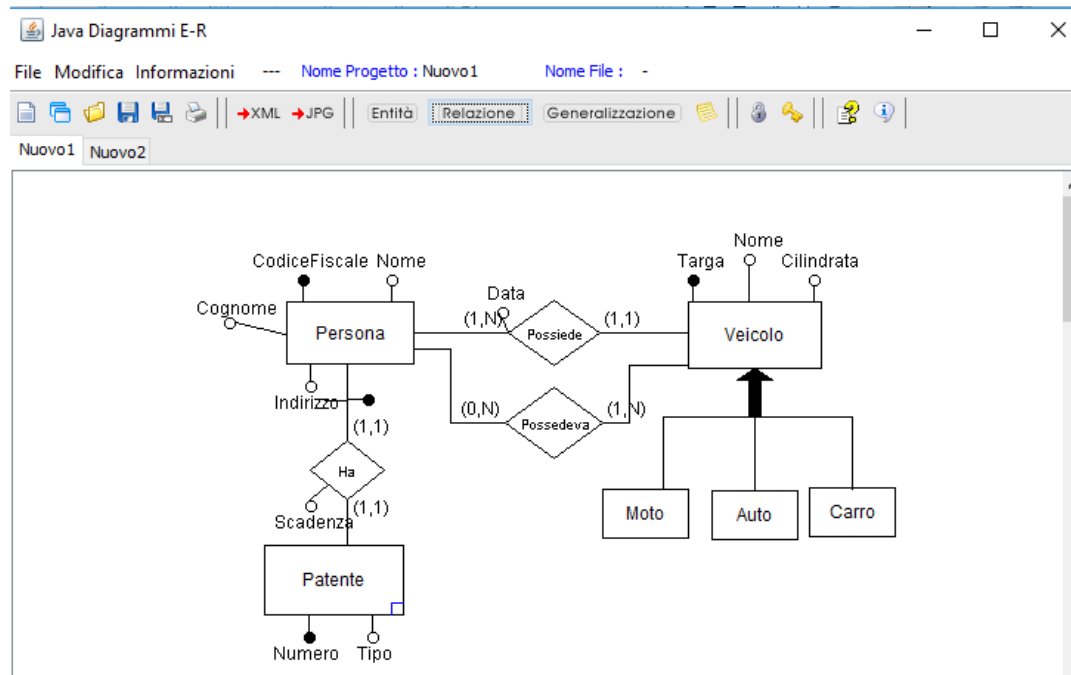 Java Diagrammi E-R
File Modifica Informazioni --- Nome Progetto : Nuovo1 Nome File : -
XML JPG Entità Relazione Generalizzazione
Nuovo1 Nuovo2
Nome
CodiceFiscale Nome Targa Cilindrata
Data
Cognome
(1,N) (1,1)
Persona Possiede Veicolo
Indirizzo
(0,N) (1,N)
(1,1) Possedeva
Ha
(1,1)
Scadenza
Moto Auto Carro
Patente
Numero Tipo